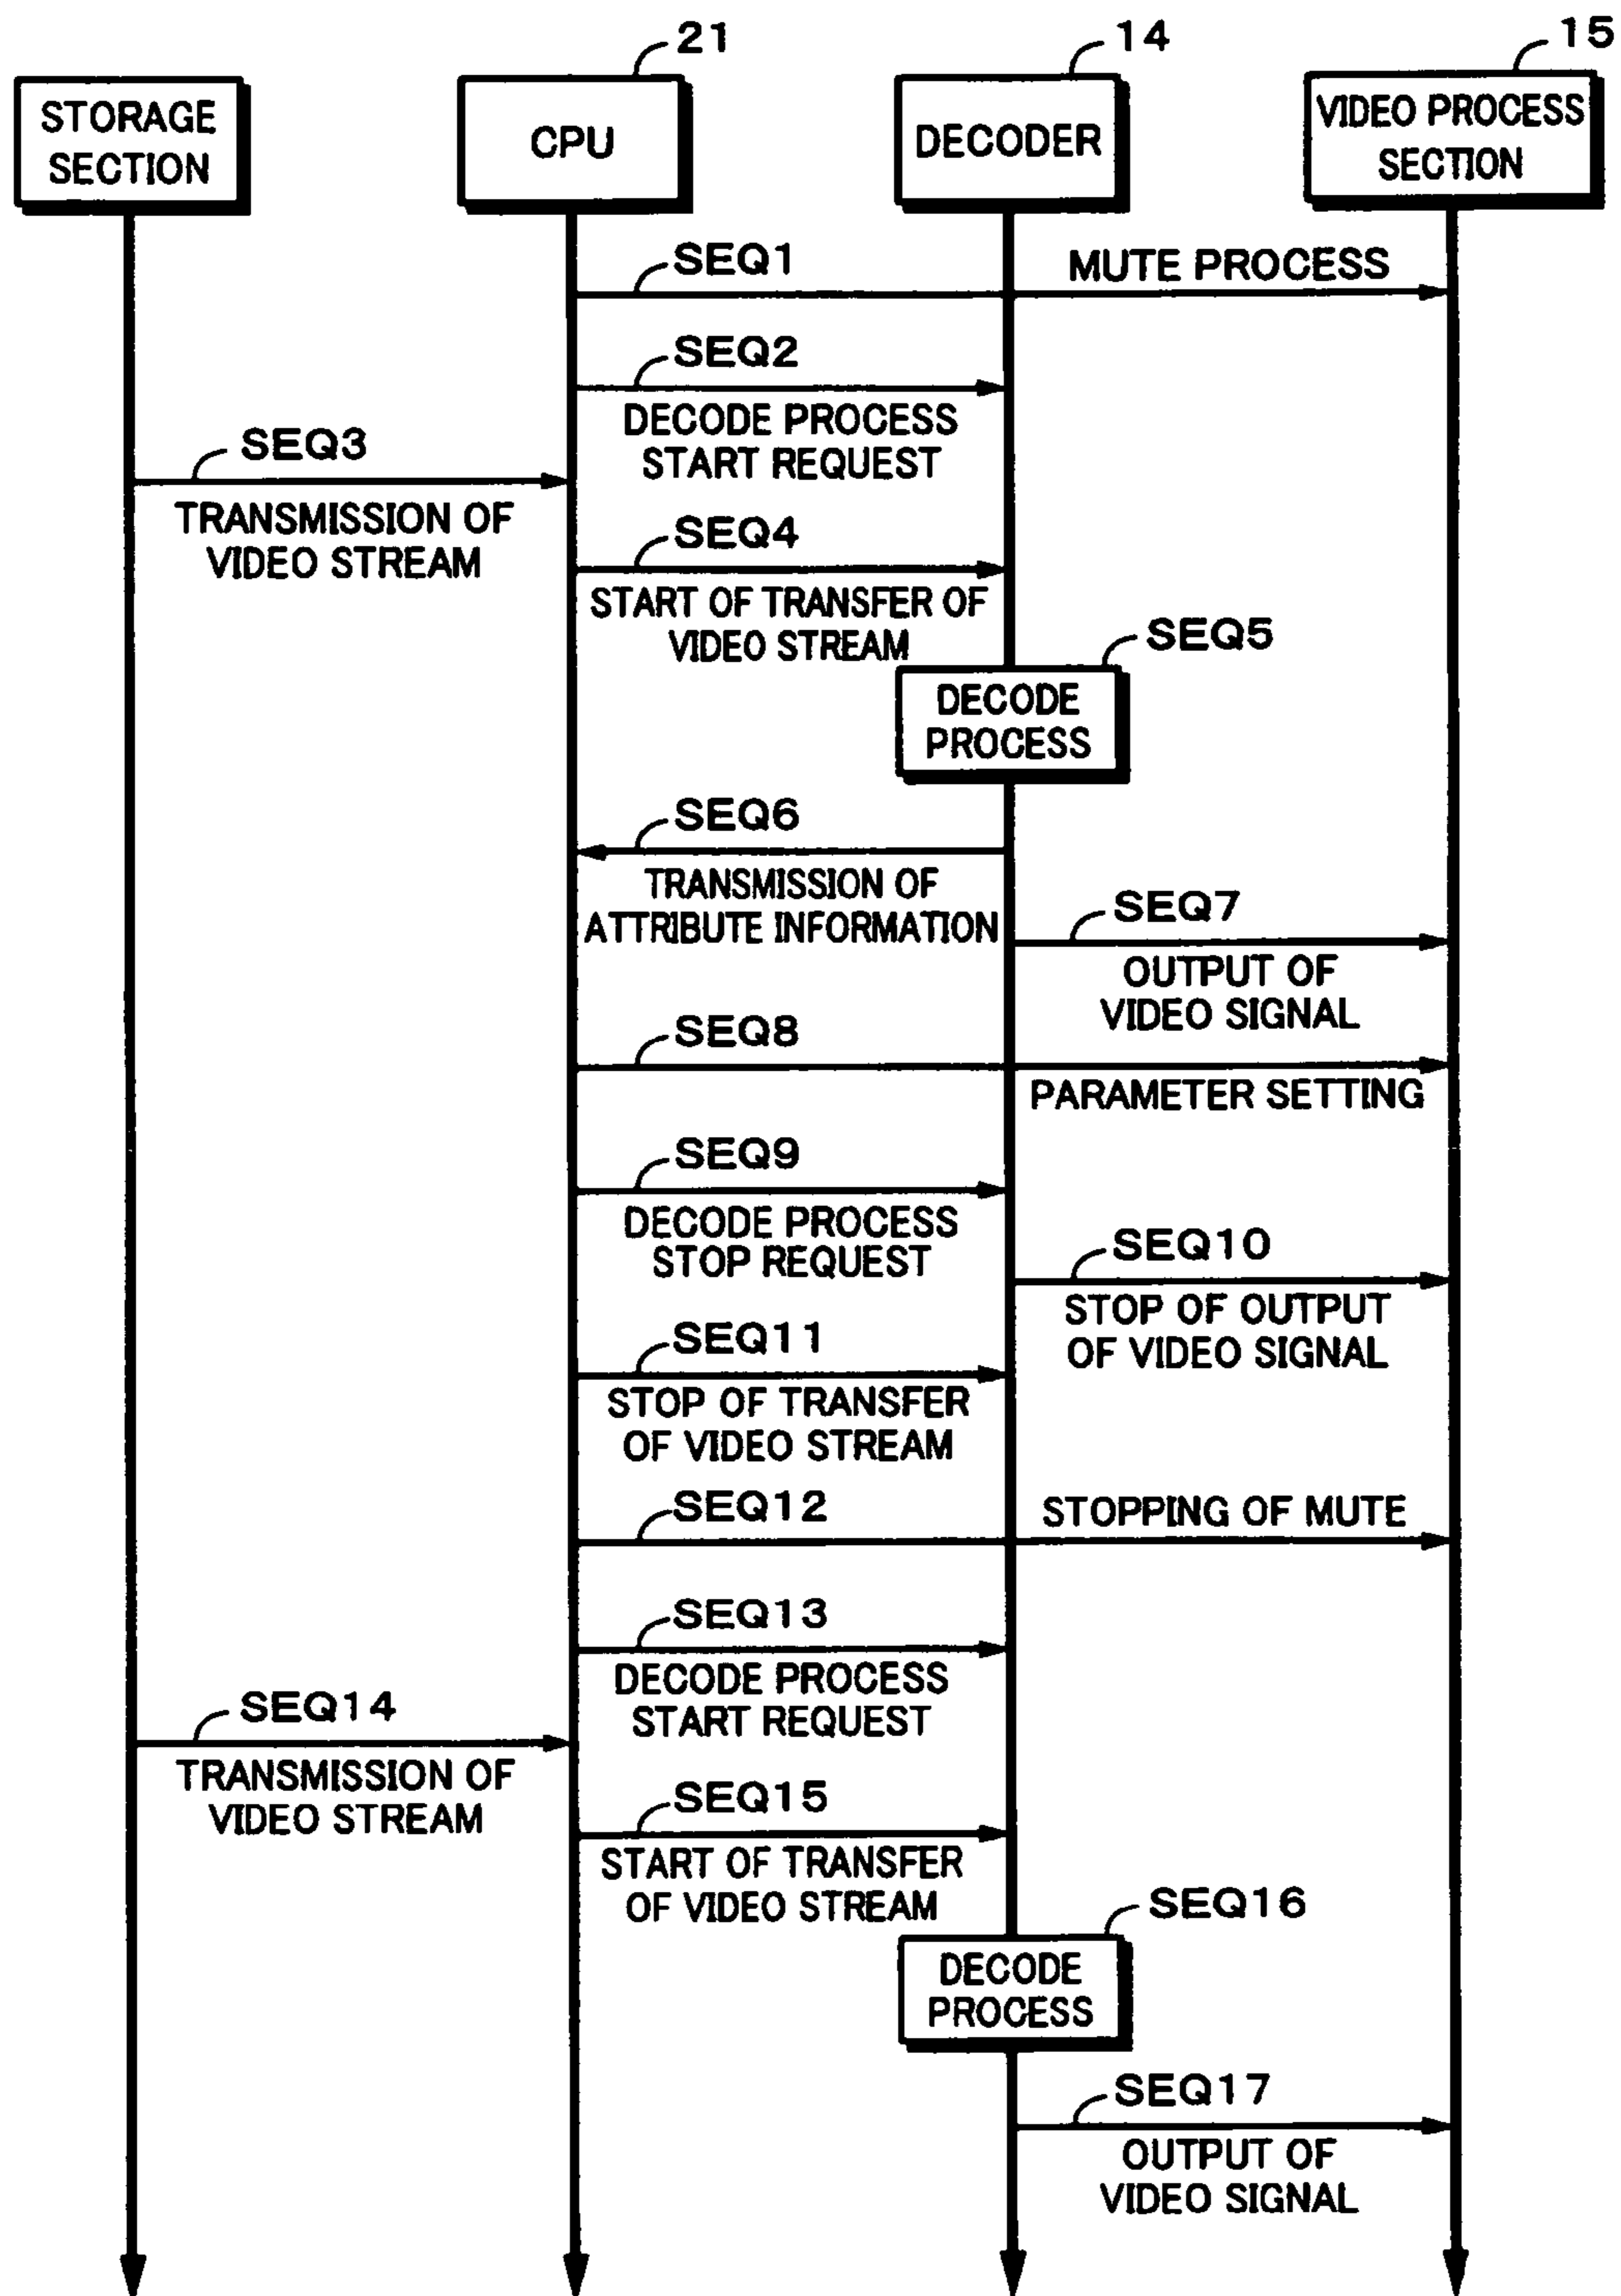 21
14
15
STORAGE
SECTION
CPU
DECODER
VIDEO PROCESS
SECTION
SEQ1
MUTE PROCESS
SEQ2
DECODE PROCESS
START REQUEST
SEQ3
TRANSMISSION OF
VIDEO STREAM
SEQ4
START OF TRANSFER OF
VIDEO STREAM
SEQ5
DECODE
PROCESS
SEQ6
TRANSMISSION OF
ATTRIBUTE INFORMATION
SEQ7
OUTPUT OF
VIDEO SIGNAL
SEQ8
PARAMETER SETTING
SEQ9
DECODE PROCESS
STOP REQUEST
SEQ10
STOP OF OUTPUT
OF VIDEO SIGNAL
SEQ11
STOP OF TRANSFER
OF VIDEO STREAM
SEQ12
STOPPING OF MUTE
SEQ13
DECODE PROCESS
START REQUEST
SEQ14
TRANSMISSION OF
VIDEO STREAM
SEQ15
START OF TRANSFER
OF VIDEO STREAM
SEQ16
DECODE
PROCESS
SEQ17
OUTPUT OF
VIDEO SIGNAL